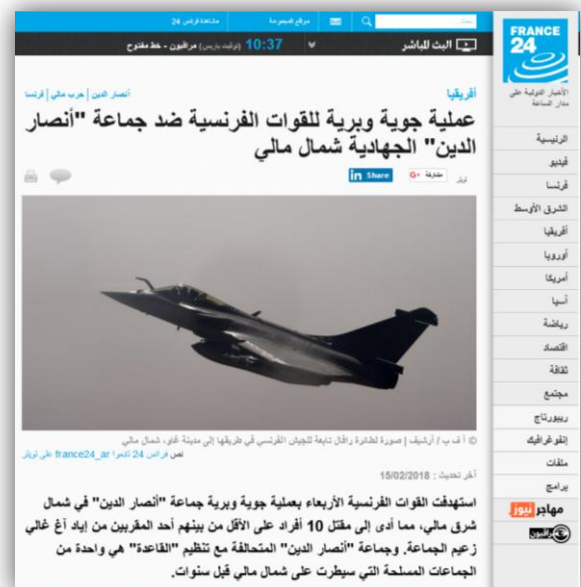 بحث...
موقع المجموعة
مشاهدة فرانس 24
البث المباشر
10:37 (توقيت باريس) مراقبون - خط مفتوح
FRANCE
24
الأخبار الدولية على
مدار الساعة
الرئيسية
فيديو
فرنسا
الشرق الأوسط
أفريقيا
أوروبا
أمريكا
آسيا
رياضة
اقتصاد
ثقافة
مجتمع
ريبورتاج
إنفوغرافيك
ملفات
برامج
مهاجر نيوز
مراقبون
أفريقيا
أنصار الدين | حرب مالي | فرنسا
عملية جوية وبرية للقوات الفرنسية ضد جماعة "أنصار
الدين" الجهادية شمال مالي
تويتر
مشاركة G+
in Share
© أ ف ب / أرشيف | صورة لطائرة رافال تابعة للجيش الفرنسي في طريقها إلى مدينة غاو، شمال مالي
نص فرانس 24 تابعوا france24_ar على تويتر
آخر تحديث : 15/02/2018
استهدفت القوات الفرنسية الأربعاء بعملية جوية وبرية جماعة "أنصار الدين" في شمال
شرق مالي، مما أدى إلى مقتل 10 أفراد على الأقل من بينهم أحد المقربين من إياد آغ غالي
زعيم الجماعة. وجماعة "أنصار الدين" المتحالفة مع تنظيم "القاعدة" هي واحدة من
الجماعات المسلحة التي سيطرت على شمال مالي قبل سنوات.